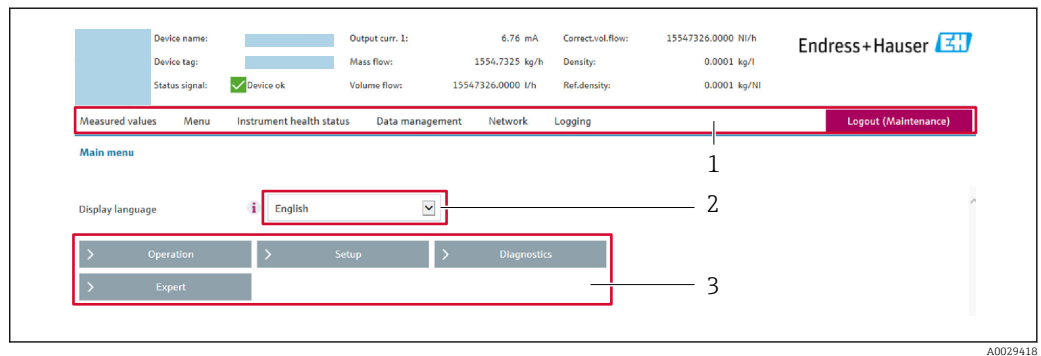 Device name: Output curr. 1: 6.76 mA Correct.vol.flow: 15547326.0000 Nl/h
Device tag: Mass flow: 1554.7325 kg/h Density: 0.0001 kg/l
Status signal: Device ok Volume flow: 15547326.0000 l/h Ref.density: 0.0001 kg/Nl
Endress+Hauser EH
Measured values Menu Instrument health status Data management Network Logging Logout (Maintenance)
1
Main menu
Display language i English 2
> Operation > Setup > Diagnostics
> Expert 3
A0029418